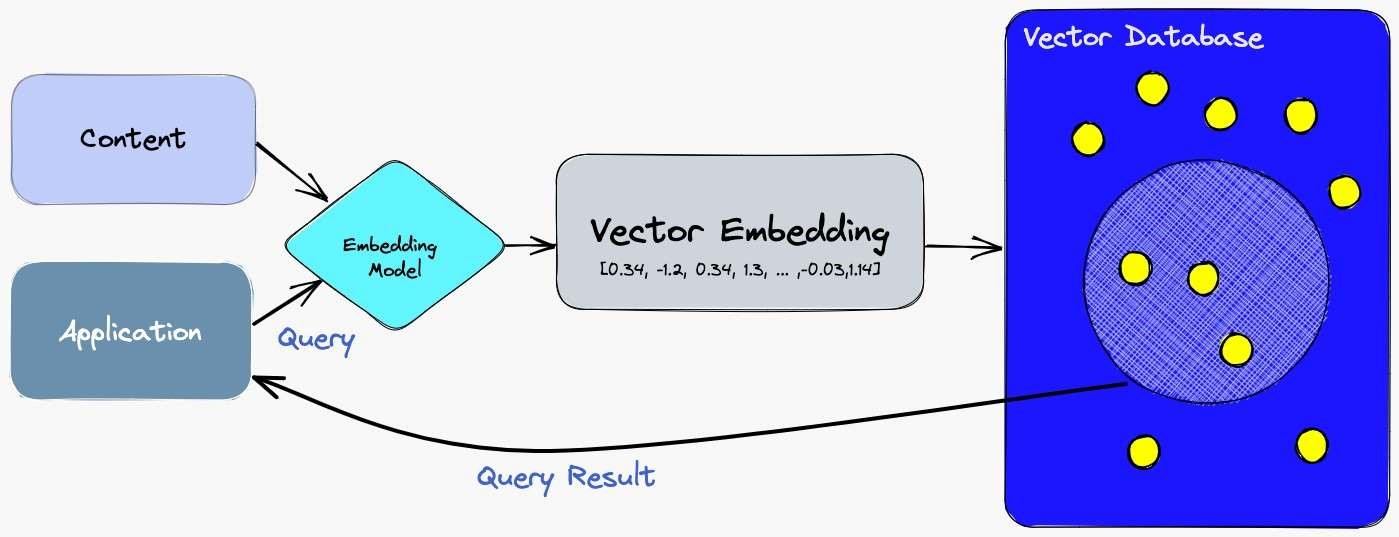 Content
Application
Embedding
Model
Query
Vector Embedding
[0.34, -1.2, 0.34, 1.3, ... ,-0.03,1.14]
Vector Database
Query Result